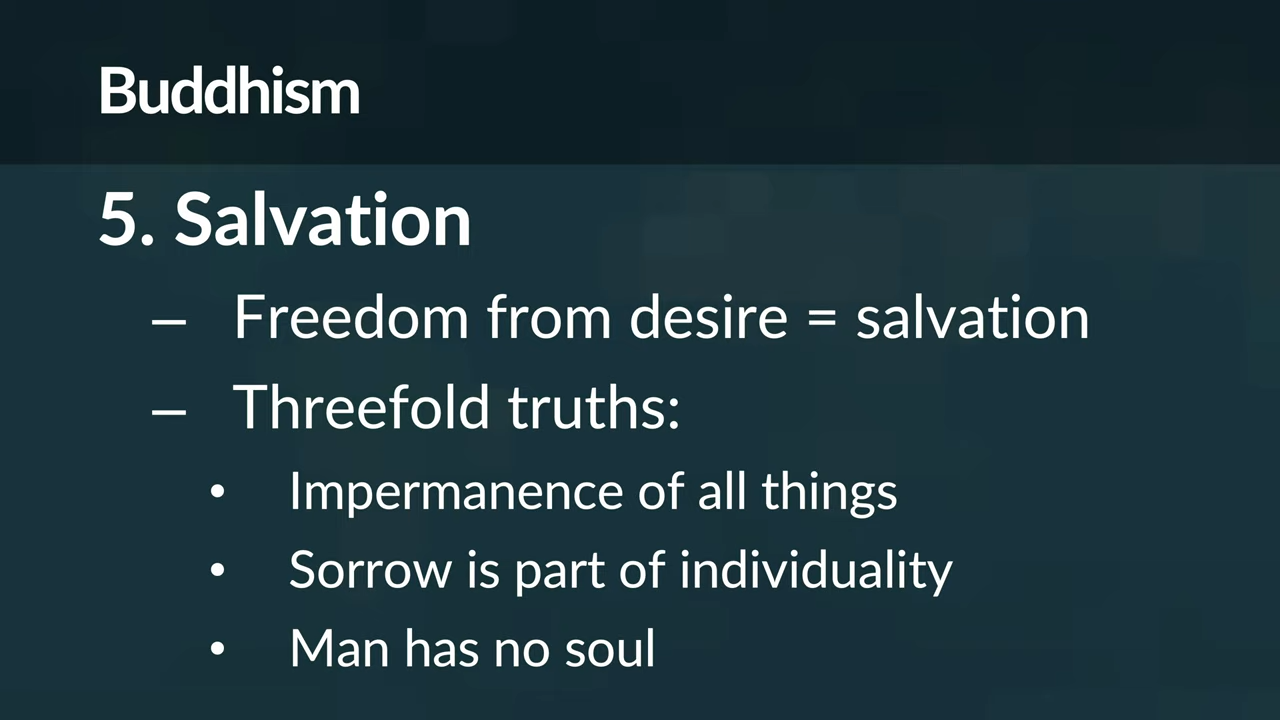 Buddhism
5. Salvation
– Freedom from desire = salvation
– Threefold truths:
• Impermanence of all things
• Sorrow is part of individuality
• Man has no soul